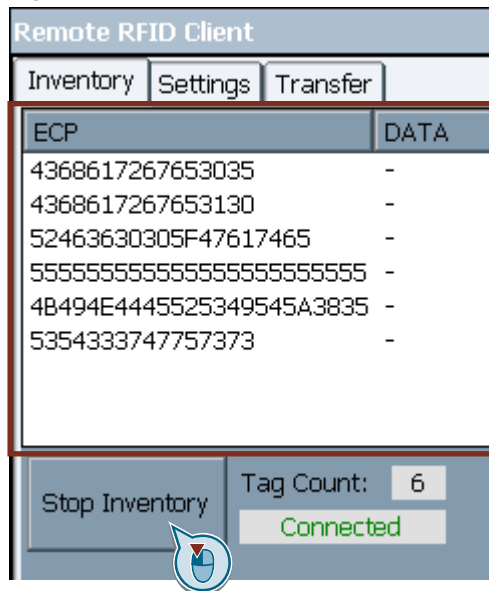 Remote RFID Client
Inventory Settings Transfer
ECP DATA
4368617267653035 -
4368617267653130 -
52463630305F47617465 -
555555555555555555555555 -
4B494E4445525349545A3835 -
5354333747757373 -
Stop Inventory Tag Count: 6
Connected